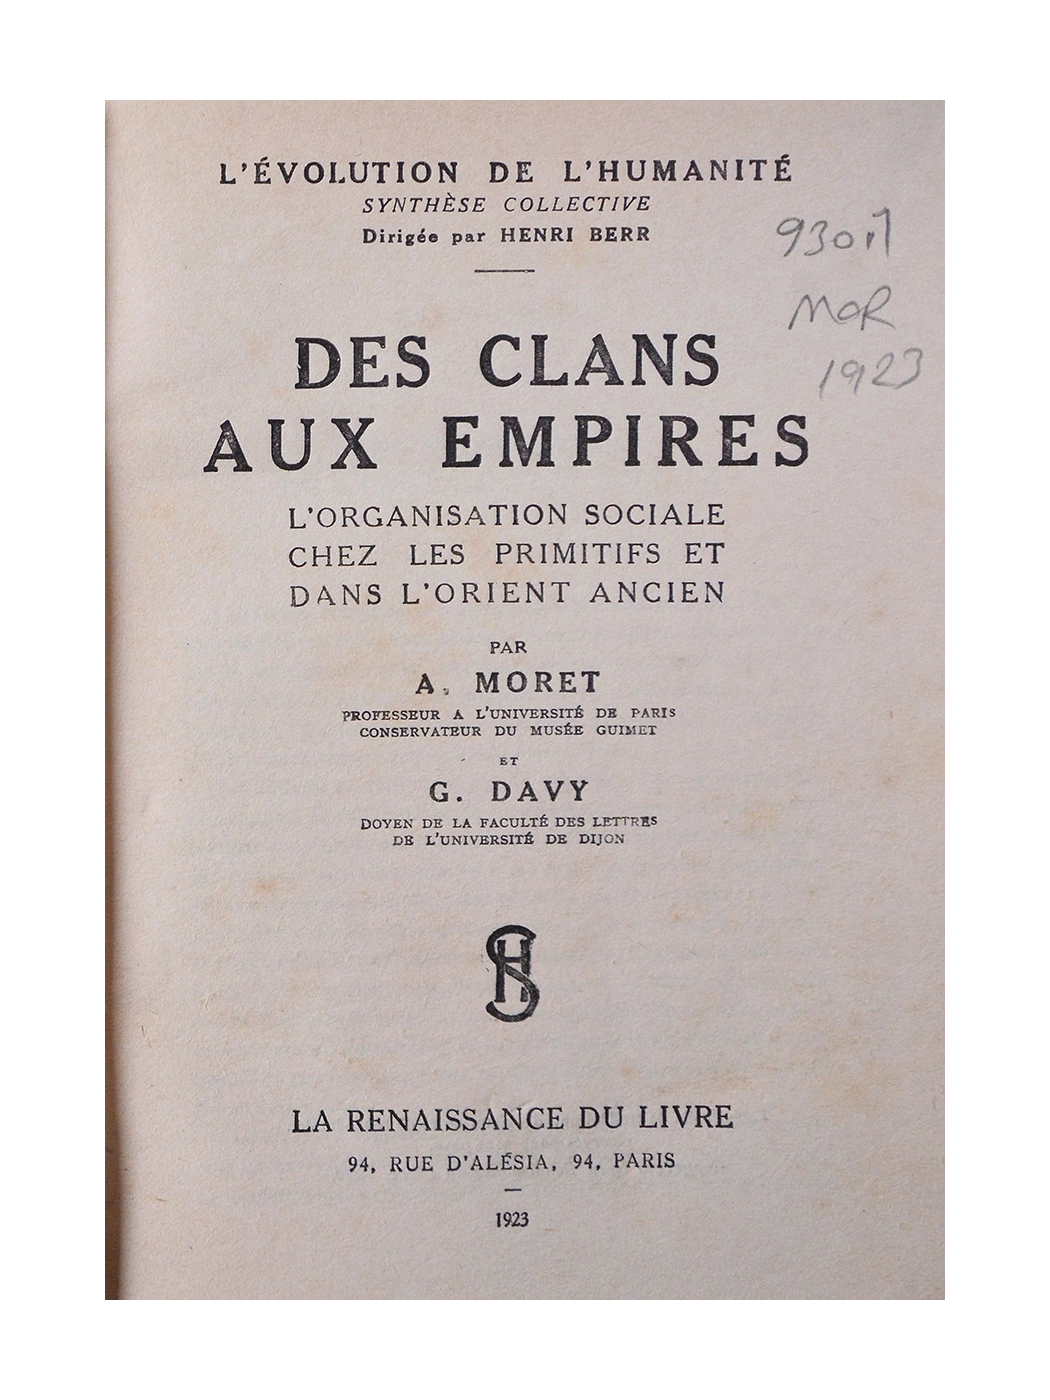 L'ÉVOLUTION DE L'HUMANITÉ
SYNTHÈSE COLLECTIVE
Dirigée par HENRI BERR
DES CLANS
AUX EMPIRES
L'ORGANISATION SOCIALE
CHEZ LES PRIMITIFS ET
DANS L'ORIENT ANCIEN
PAR
A. MORET
PROFESSEUR A L'UNIVERSITÉ DE PARIS
CONSERVATEUR DU MUSÉE GUIMET
ET
G. DAVY
DOYEN DE LA FACULTÉ DES LETTRES
DE L'UNIVERSITÉ DE DIJON
SH
LA RENAISSANCE DU LIVRE
94, RUE D'ALÉSIA, 94, PARIS
1923
MOR
1923